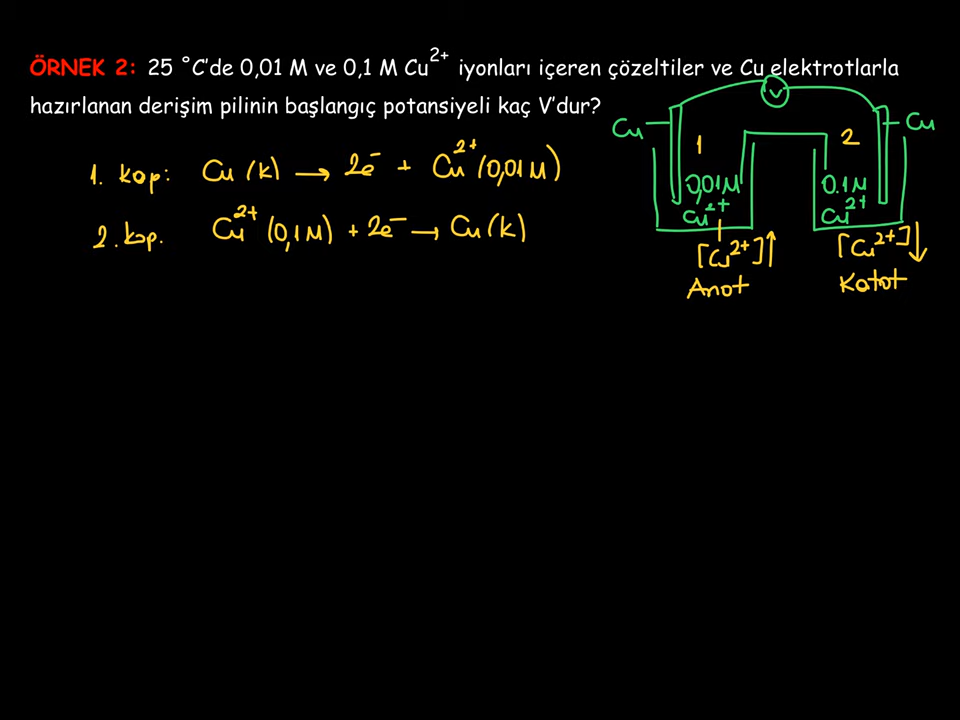 ÖRNEK 2: 25 °C'de 0,01 M ve 0,1 M Cu²⁺ iyonları içeren çözeltiler ve Cu elektrotlarla
hazırlanan derişim pilinin başlangıç potansiyeli kaç V'dur?
V
Cu
Cu
1
2
1. kap: Cu (k) → 2e⁻ + Cu²⁺ (0,01 M)
0,01M
0.1M
Cu²⁺
Cu²⁺
2. kap. Cu²⁺ (0,1 M) + 2e⁻ → Cu (k)
[Cu²⁺]↑
[Cu²⁺]↓
Anot
Katot